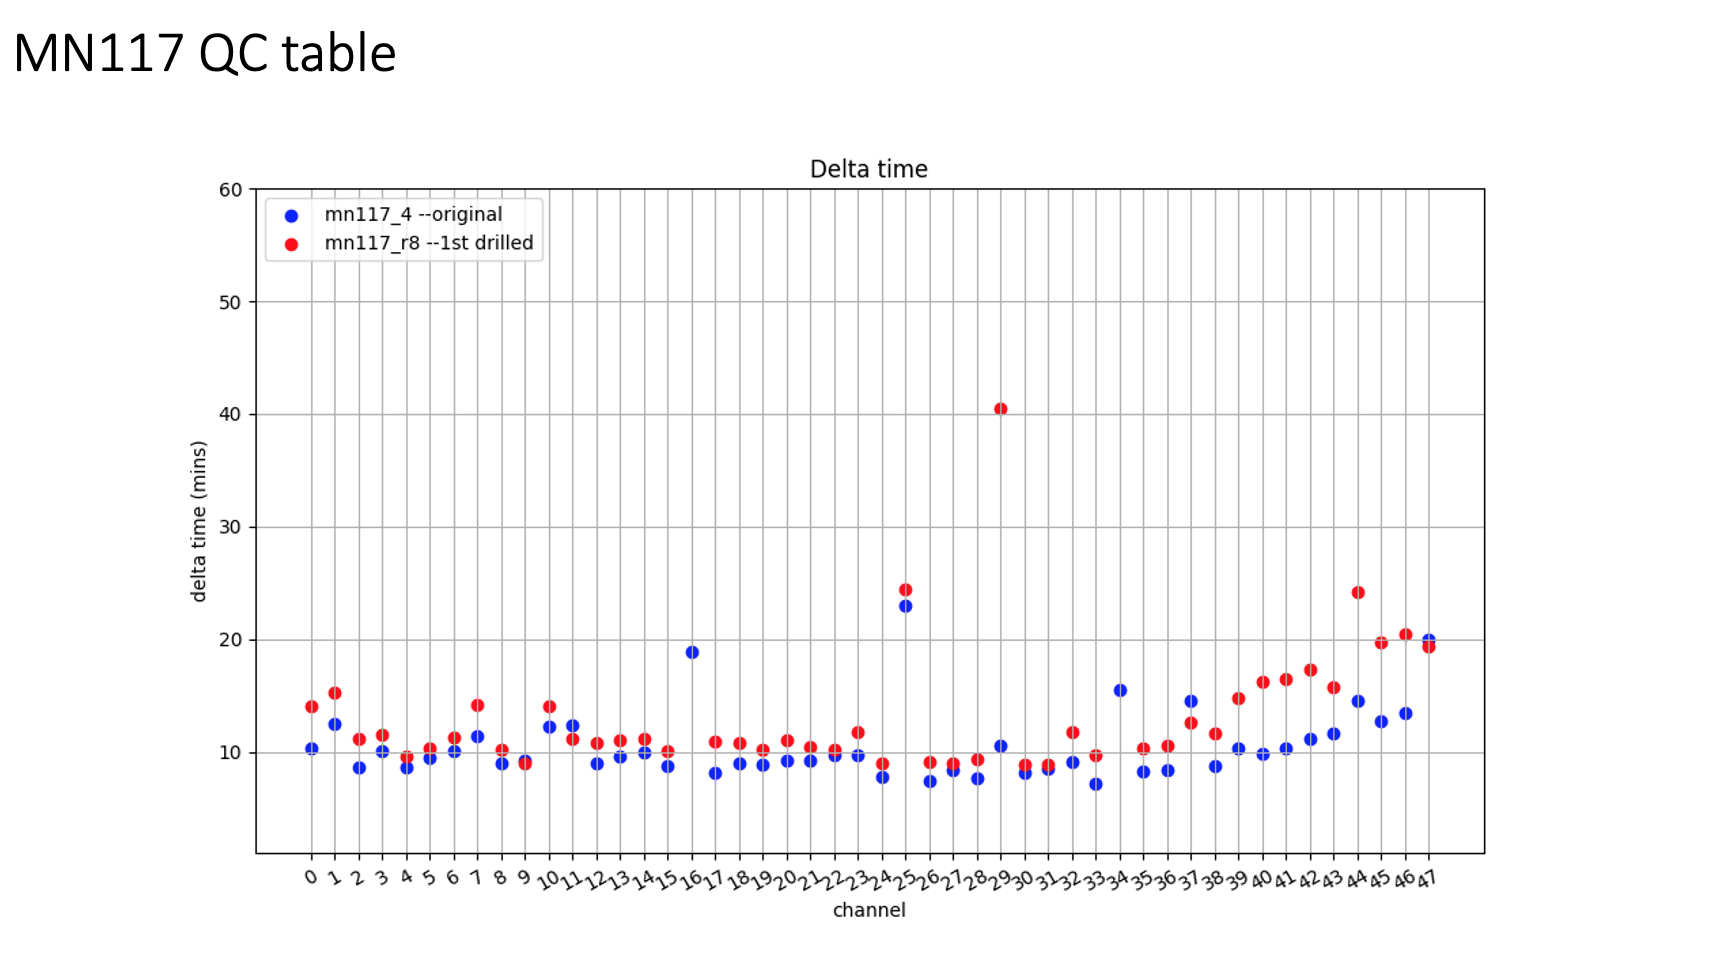 MN117 QC table
Delta time
mn117_4 --original
mn117_r8 --1st drilled
60
50
40
30
20
10
delta time (mins)
0 1 2 3 4 5 6 7 8 9 10 11 12 13 14 15 16 17 18 19 20 21 22 23 24 25 26 27 28 29 30 31 32 33 34 35 36 37 38 39 40 41 42 43 44 45 46 47
channel